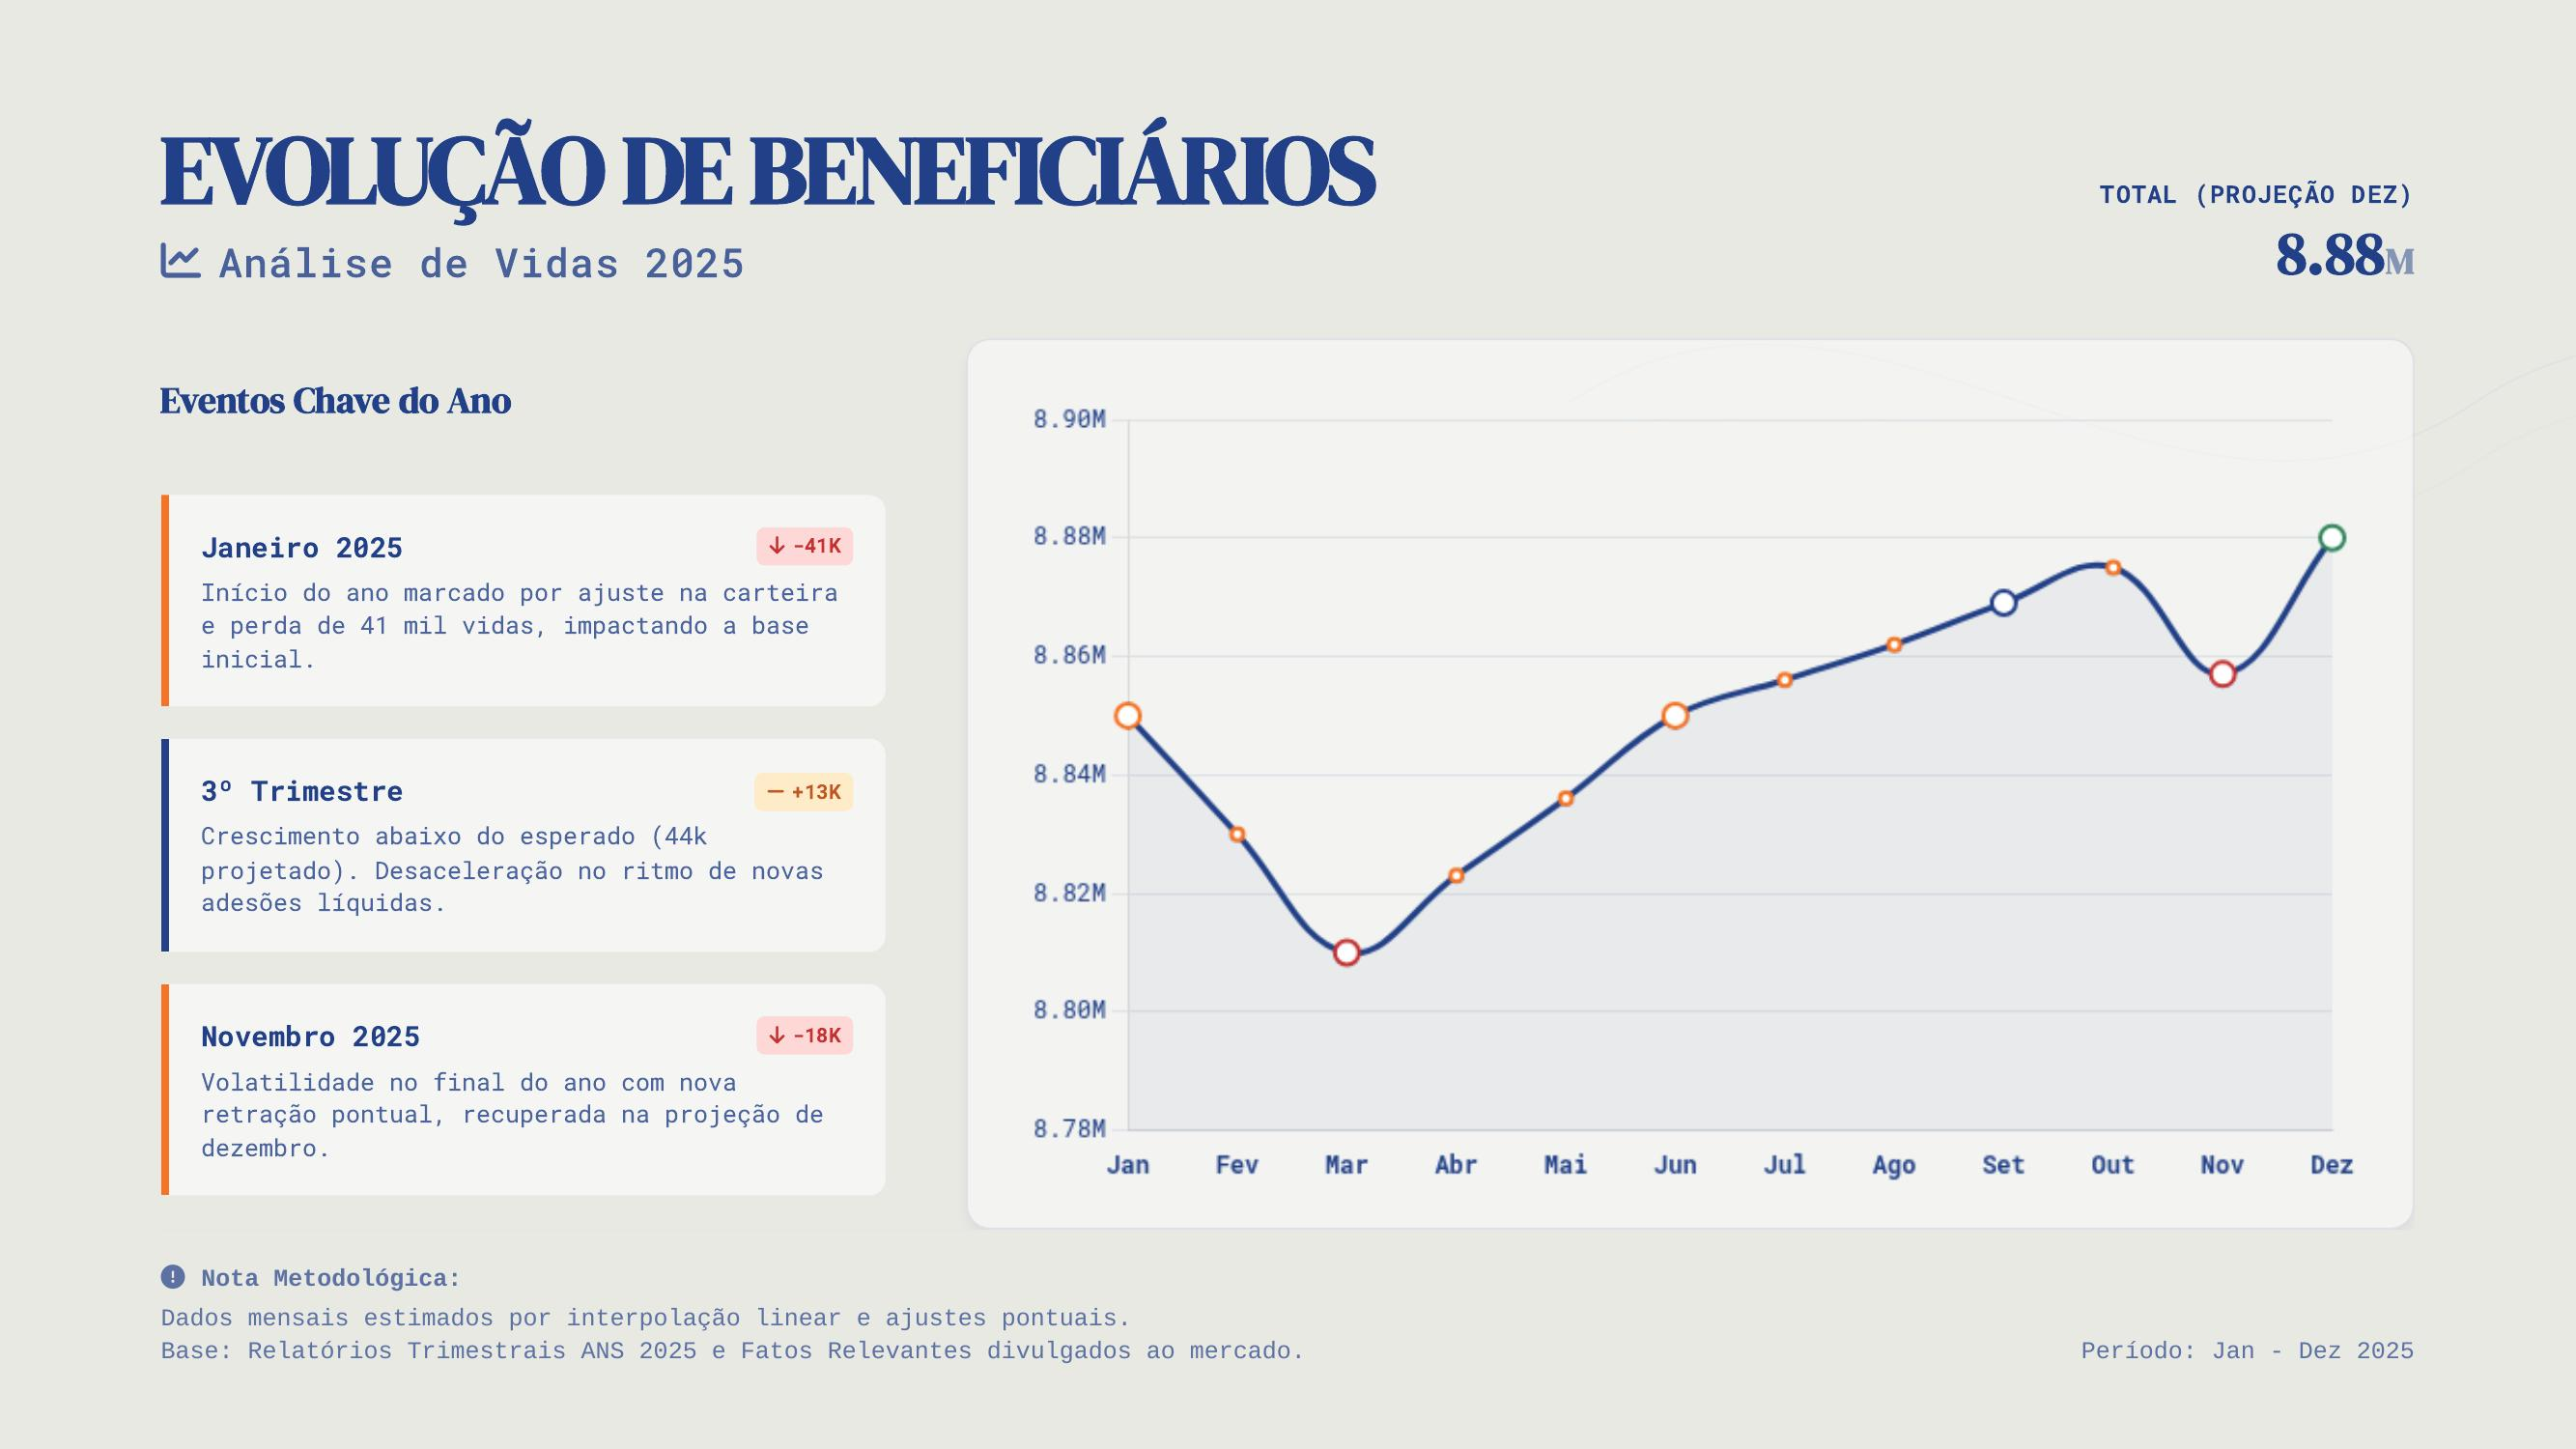 EVOLUÇÃO DE BENEFICIÁRIOS
Análise de Vidas 2025
TOTAL (PROJEÇÃO DEZ)
8.88M
Eventos Chave do Ano
Janeiro 2025
-41K
Início do ano marcado por ajuste na carteira
e perda de 41 mil vidas, impactando a base
inicial.
3º Trimestre
+13K
Crescimento abaixo do esperado (44k
projetado). Desaceleração no ritmo de novas
adesões líquidas.
Novembro 2025
-18K
Volatilidade no final do ano com nova
retração pontual, recuperada na projeção de
dezembro.
8.90M
8.88M
8.86M
8.84M
8.82M
8.80M
8.78M
Jan Fev Mar Abr Mai Jun Jul Ago Set Out Nov Dez
Nota Metodológica:
Dados mensais estimados por interpolação linear e ajustes pontuais.
Base: Relatórios Trimestrais ANS 2025 e Fatos Relevantes divulgados ao mercado.
Período: Jan - Dez 2025